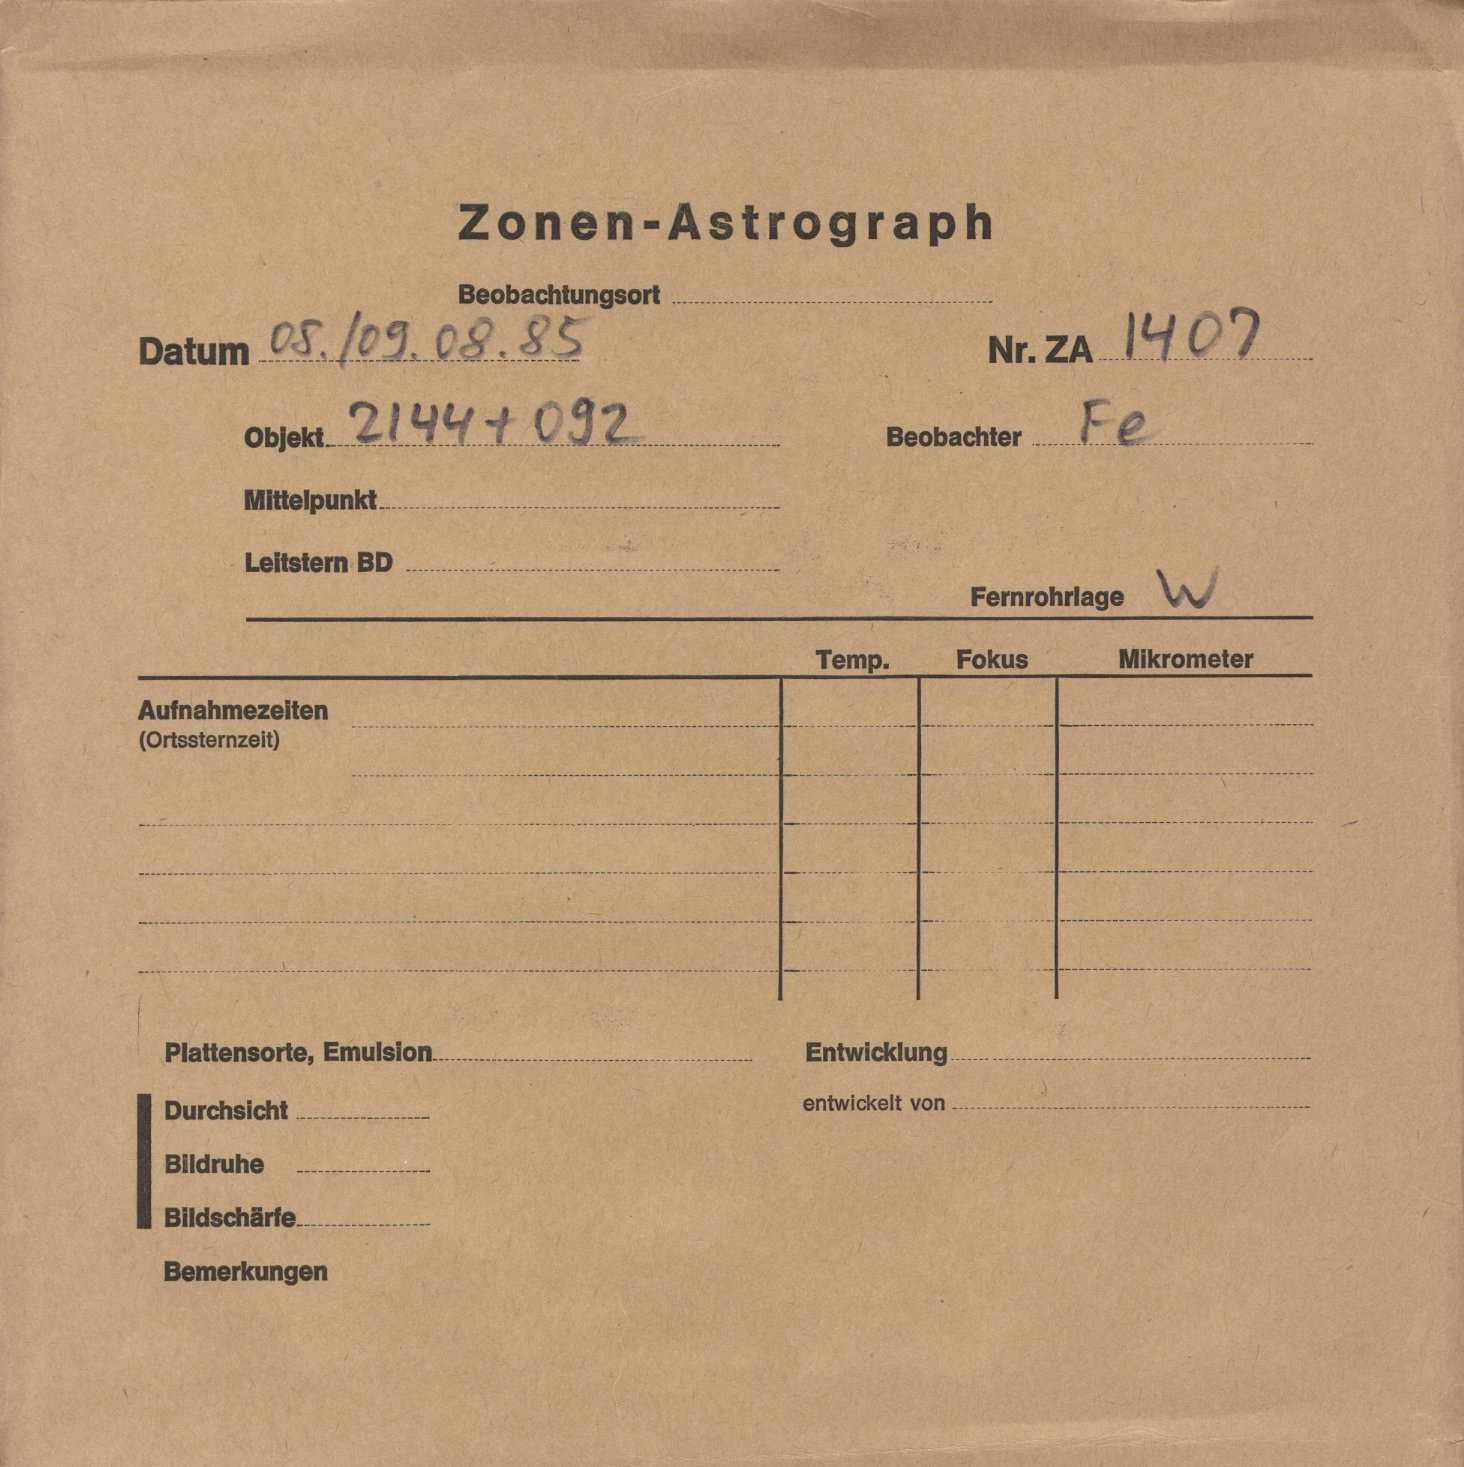 Zonen-Astrograph
Beobachtungsort
Datum 08./09.08.85
Nr. ZA 1407
Objekt 2144+092
Beobachter Fe
Mittelpunkt
Leitstern BD
Fernrohrlage W
Temp. Fokus Mikrometer
Aufnahmezeiten
(Ortssternzeit)
Plattensorte, Emulsion
Entwicklung
Durchsicht
entwickelt von
Bildruhe
Bildschärfe
Bemerkungen